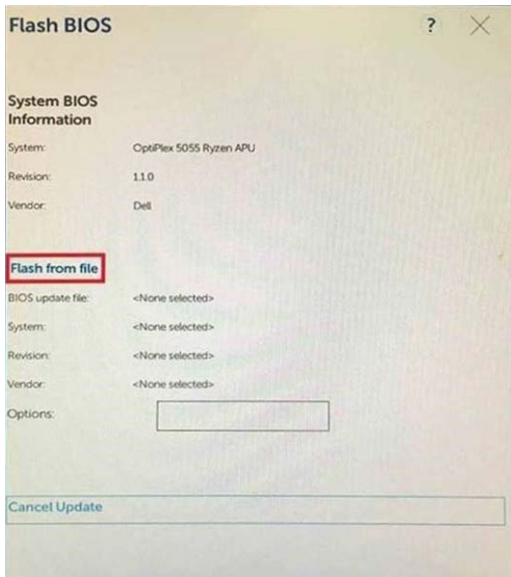 Flash BIOS ?
System BIOS
Information
System: OptiPlex 5055 Ryzen APU
Revision: 1.1.0
Vendor: Dell
Flash from file
BIOS update file: <None selected>
System: <None selected>
Revision: <None selected>
Vendor: <None selected>
Options:
Cancel Update